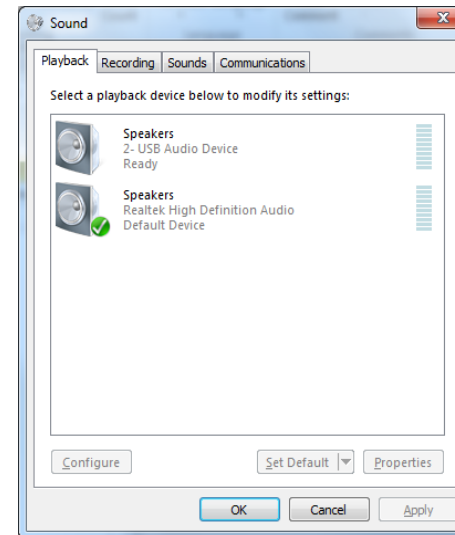 Sound
Playback Recording Sounds Communications
Select a playback device below to modify its settings:
Speakers
2- USB Audio Device
Ready
Speakers
Realtek High Definition Audio
Default Device
Configure Set Default Properties
OK Cancel Apply